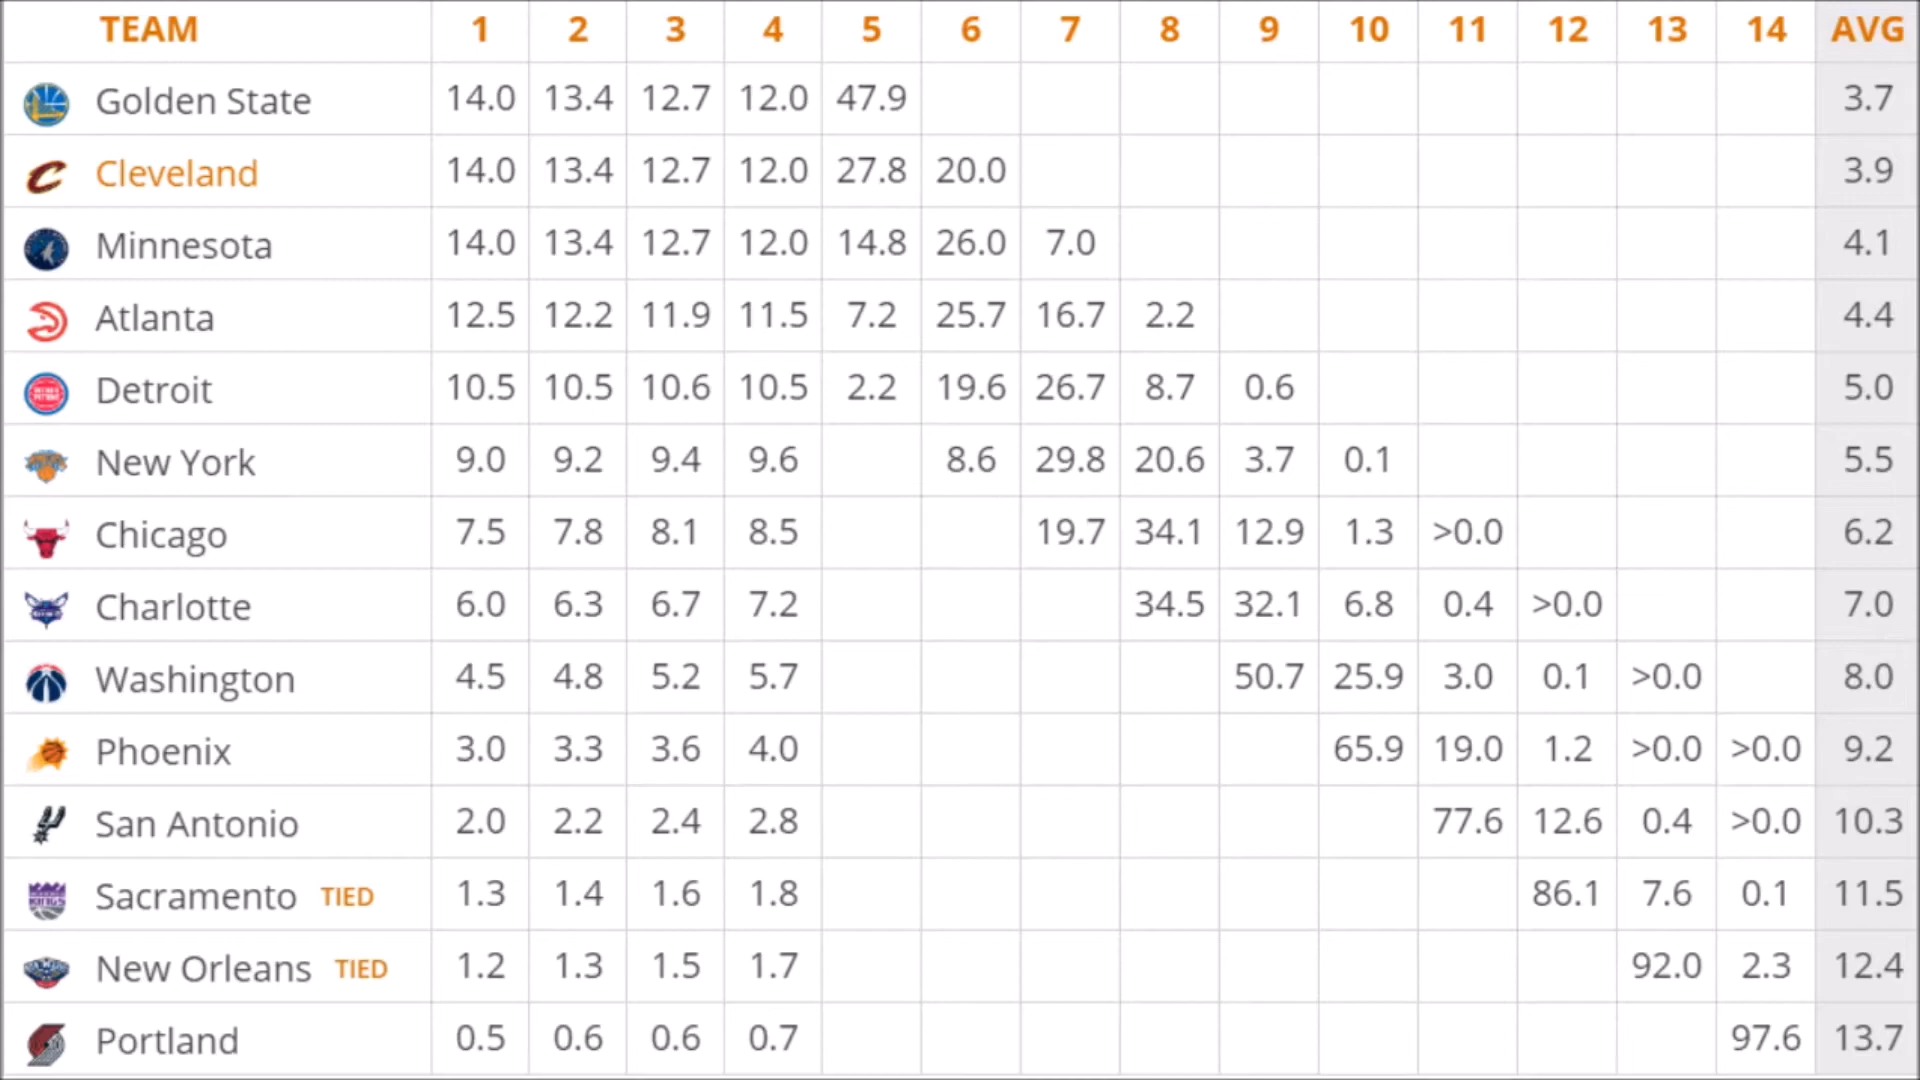 TEAM 1 2 3 4 5 6 7 8 9 10 11 12 13 14 AVG
Golden State 14.0 13.4 12.7 12.0 47.9 3.7
Cleveland 14.0 13.4 12.7 12.0 27.8 20.0 3.9
Minnesota 14.0 13.4 12.7 12.0 14.8 26.0 7.0 4.1
Atlanta 12.5 12.2 11.9 11.5 7.2 25.7 16.7 2.2 4.4
Detroit 10.5 10.5 10.6 10.5 2.2 19.6 26.7 8.7 0.6 5.0
New York 9.0 9.2 9.4 9.6 8.6 29.8 20.6 3.7 0.1 5.5
Chicago 7.5 7.8 8.1 8.5 19.7 34.1 12.9 1.3 >0.0 6.2
Charlotte 6.0 6.3 6.7 7.2 34.5 32.1 6.8 0.4 >0.0 7.0
Washington 4.5 4.8 5.2 5.7 50.7 25.9 3.0 0.1 >0.0 8.0
Phoenix 3.0 3.3 3.6 4.0 65.9 19.0 1.2 >0.0 >0.0 9.2
San Antonio 2.0 2.2 2.4 2.8 77.6 12.6 0.4 >0.0 10.3
Sacramento TIED 1.3 1.4 1.6 1.8 86.1 7.6 0.1 11.5
New Orleans TIED 1.2 1.3 1.5 1.7 92.0 2.3 12.4
Portland 0.5 0.6 0.6 0.7 97.6 13.7